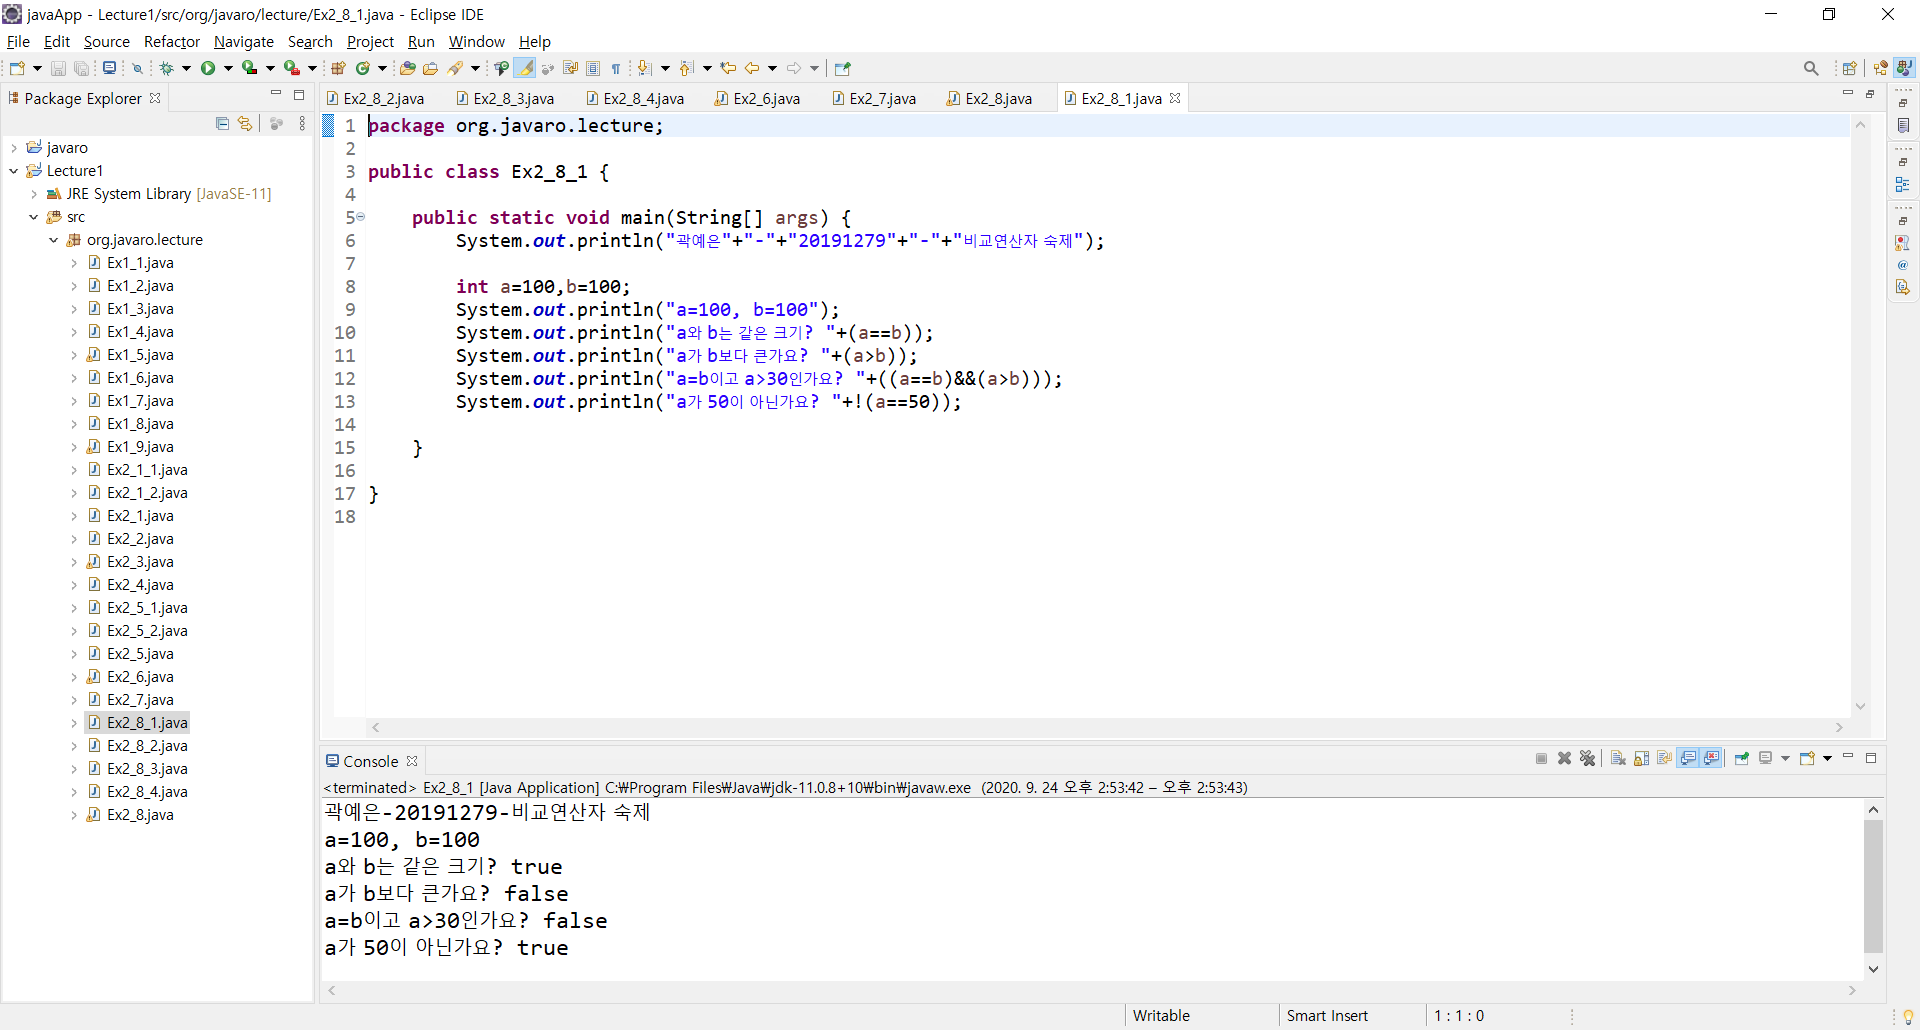 javaApp - Lecture1/src/org/javaro/lecture/Ex2_8_1.java - Eclipse IDE
File Edit Source Refactor Navigate Search Project Run Window Help
Package Explorer
javaro
Lecture1
JRE System Library [JavaSE-11]
src
org.javaro.lecture
Ex1_1.java
Ex1_2.java
Ex1_3.java
Ex1_4.java
Ex1_5.java
Ex1_6.java
Ex1_7.java
Ex1_8.java
Ex1_9.java
Ex2_1_1.java
Ex2_1_2.java
Ex2_1.java
Ex2_2.java
Ex2_3.java
Ex2_4.java
Ex2_5_1.java
Ex2_5_2.java
Ex2_5.java
Ex2_6.java
Ex2_7.java
Ex2_8_1.java
Ex2_8_2.java
Ex2_8_3.java
Ex2_8_4.java
Ex2_8.java
Ex2_8_2.java Ex2_8_3.java Ex2_8_4.java Ex2_6.java Ex2_7.java Ex2_8.java Ex2_8_1.java
1 package org.javaro.lecture;
2
3 public class Ex2_8_1 {
4
5 public static void main(String[] args) {
6 System.out.println("곽예은"+"-"+"20191279"+"-"+"비교연산자 숙제");
7
8 int a=100,b=100;
9 System.out.println("a=100, b=100");
10 System.out.println("a와 b는 같은 크기? "+(a==b));
11 System.out.println("a가 b보다 큰가요? "+(a>b));
12 System.out.println("a=b이고 a>30인가요? "+((a==b)&&(a>b)));
13 System.out.println("a가 50이 아닌가요? "+!(a==50));
14
15 }
16
17 }
18
Console
<terminated> Ex2_8_1 [Java Application] C:₩Program Files₩Java₩jdk-11.0.8+10₩bin₩javaw.exe (2020. 9. 24 오후 2:53:42 – 오후 2:53:43)
곽예은-20191279-비교연산자 숙제
a=100, b=100
a와 b는 같은 크기? true
a가 b보다 큰가요? false
a=b이고 a>30인가요? false
a가 50이 아닌가요? true
Writable Smart Insert 1 : 1 : 0